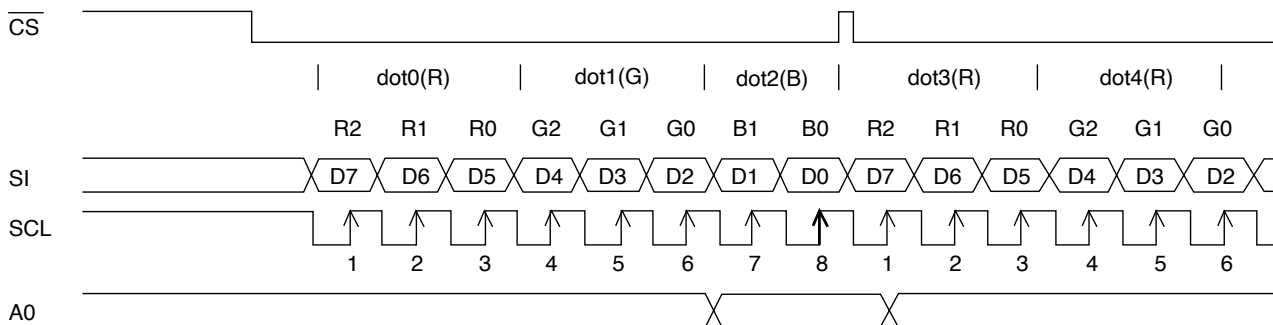 CS
dot0(R) dot1(G) dot2(B) dot3(R) dot4(R)
R2 R1 R0 G2 G1 G0 B1 B0 R2 R1 R0 G2 G1 G0
SI D7 D6 D5 D4 D3 D2 D1 D0 D7 D6 D5 D4 D3 D2
SCL
1 2 3 4 5 6 7 8 1 2 3 4 5 6
A0